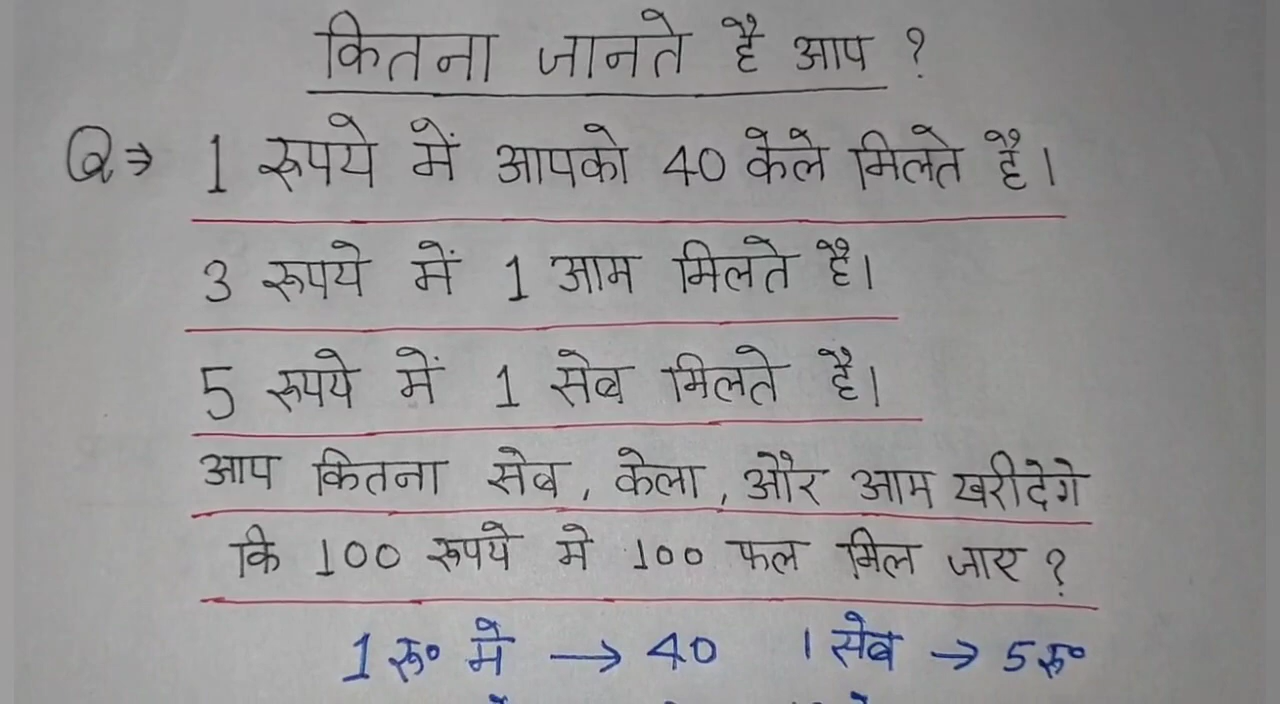 कितना जानते है आप ?
Q⇒ 1 रूपये में आपको 40 केले मिलते है।
3 रूपये में 1 आम मिलते है।
5 रूपये में 1 सेब मिलते है।
आप कितना सेब, केला, और आम खरीदेगे
कि 100 रूपये मे 100 फल मिल जाए ?
1 रू० मे → 40 1 सेब → 5 रू०